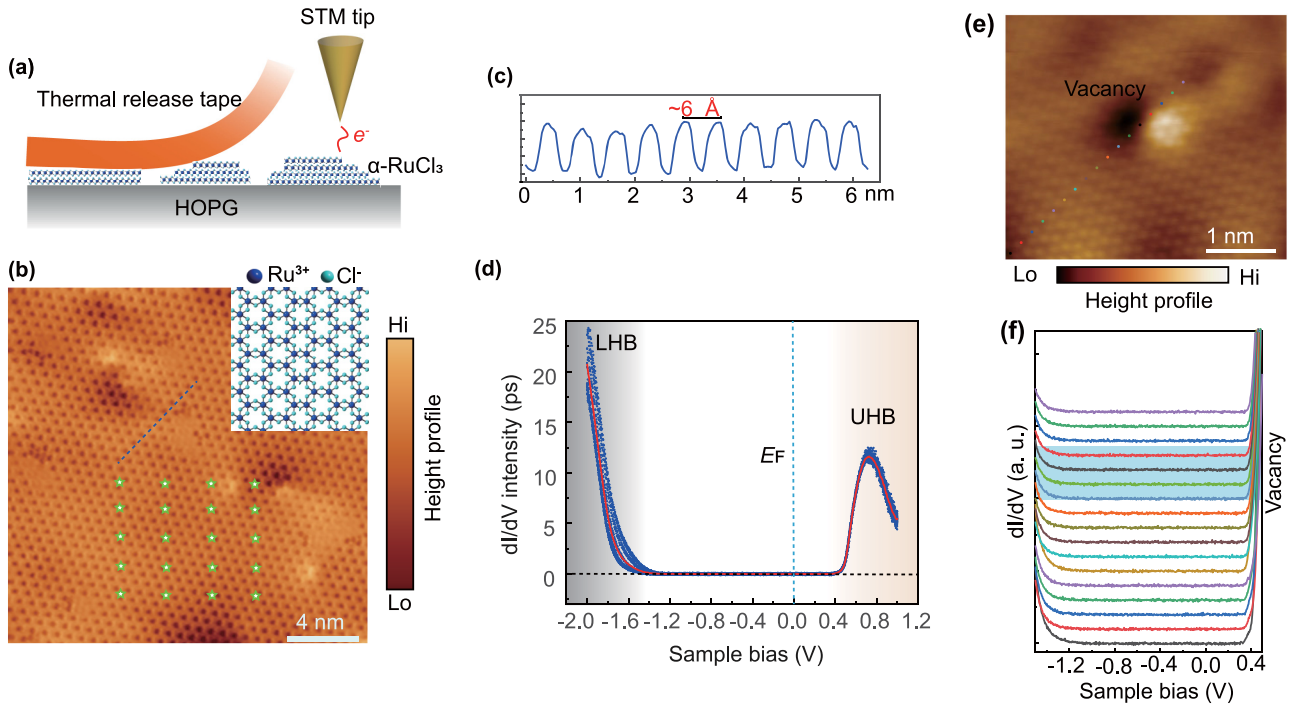 (a)
STM tip
Thermal release tape
e-
α-RuCl₃
HOPG
(b)
Ru³⁺ Cl⁻
Hi
Height profile
Lo
4 nm
(c)
~6 Å
0 1 2 3 4 5 6 nm
(d)
25
20
15
10
5
0
dI/dV intensity (ps)
LHB
EF
UHB
-2.0 -1.6 -1.2 -0.8 -0.4 0.0 0.4 0.8 1.2
Sample bias (V)
(e)
Vacancy
1 nm
Lo Hi
Height profile
(f)
dI/dV (a. u.)
Vacancy
-1.2 -0.8 -0.4 0.0 0.4
Sample bias (V)